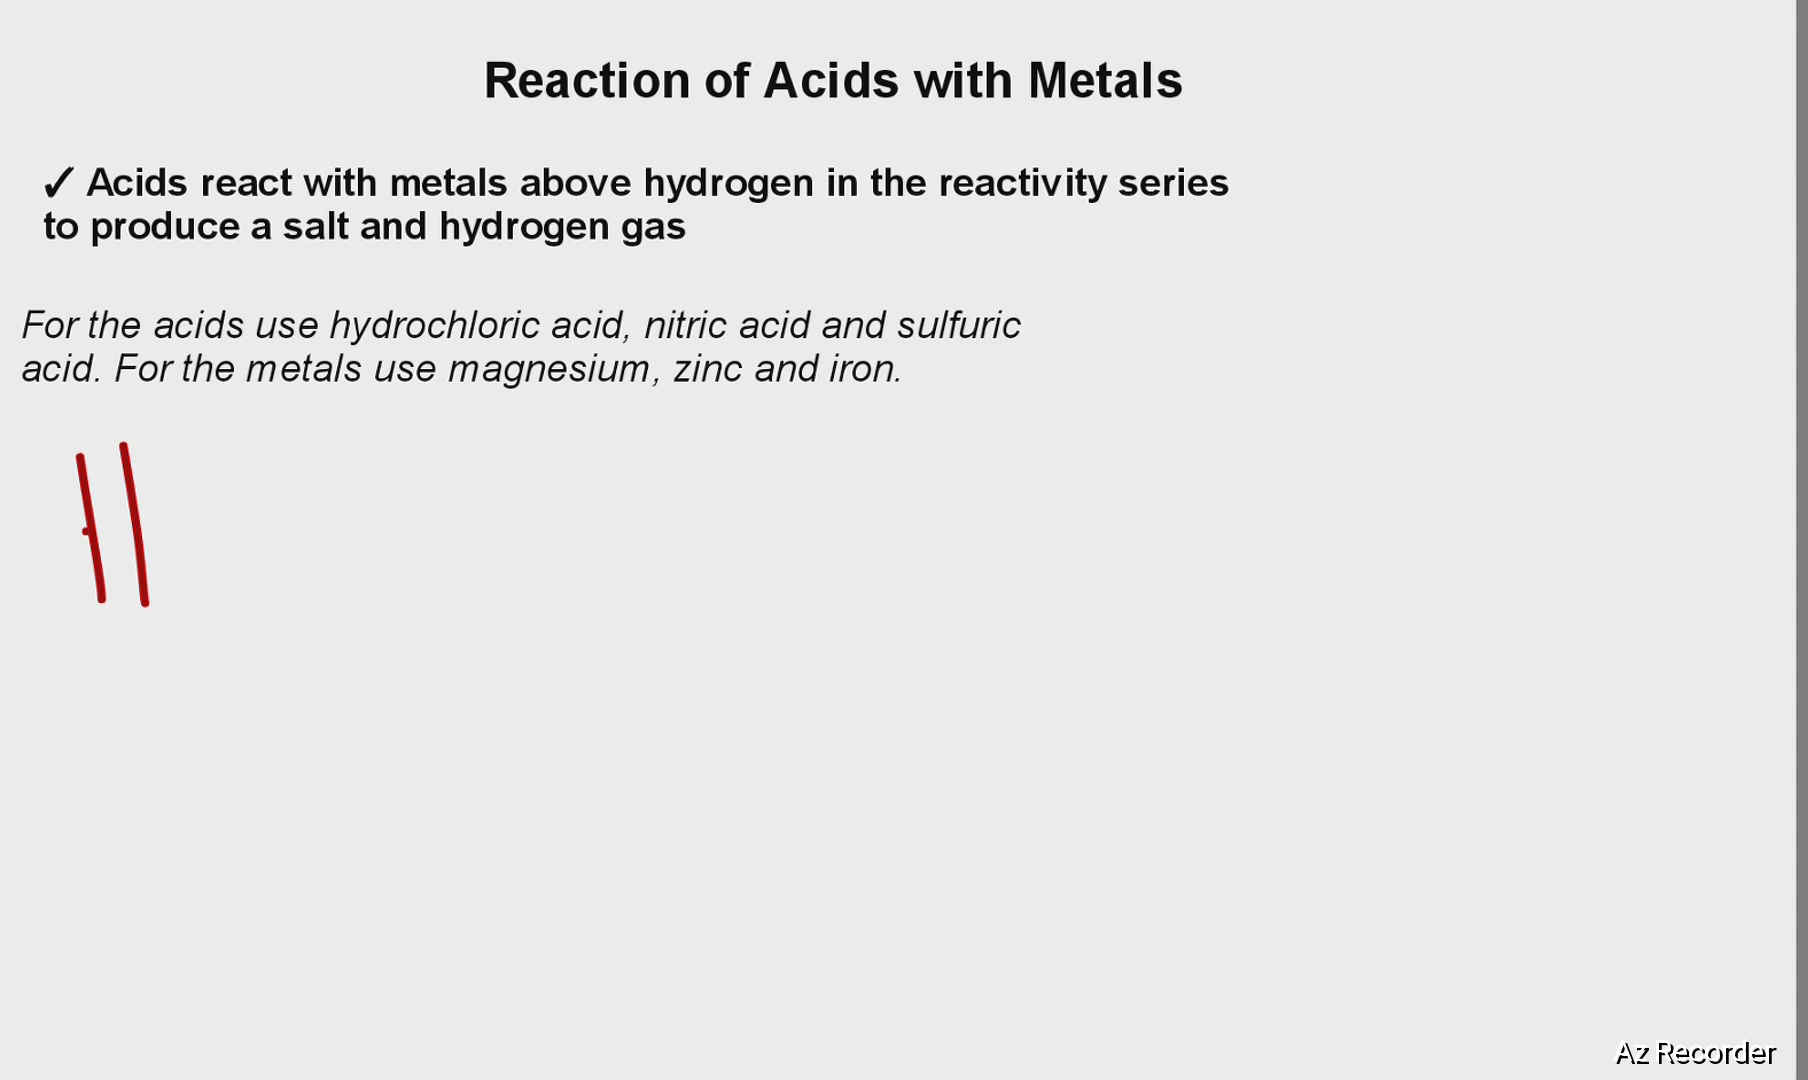 Reaction of Acids with Metals
✓ Acids react with metals above hydrogen in the reactivity series
to produce a salt and hydrogen gas
For the acids use hydrochloric acid, nitric acid and sulfuric
acid. For the metals use magnesium, zinc and iron.
Az Recorder